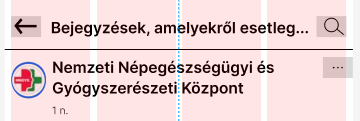 Bejegyzések, amelyekről esetleg...
Nemzeti Népegészségügyi és
Gyógyszerészeti Központ
1 n.